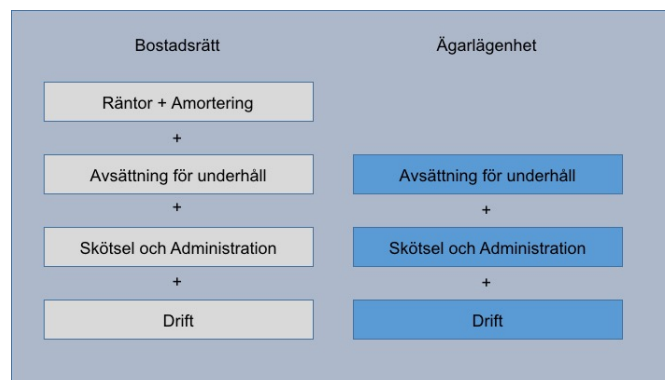 Bostadsrätt
Räntor + Amortering
+
Avsättning för underhåll
+
Skötsel och Administration
+
Drift
Ägarlägenhet
Avsättning för underhåll
+
Skötsel och Administration
+
Drift